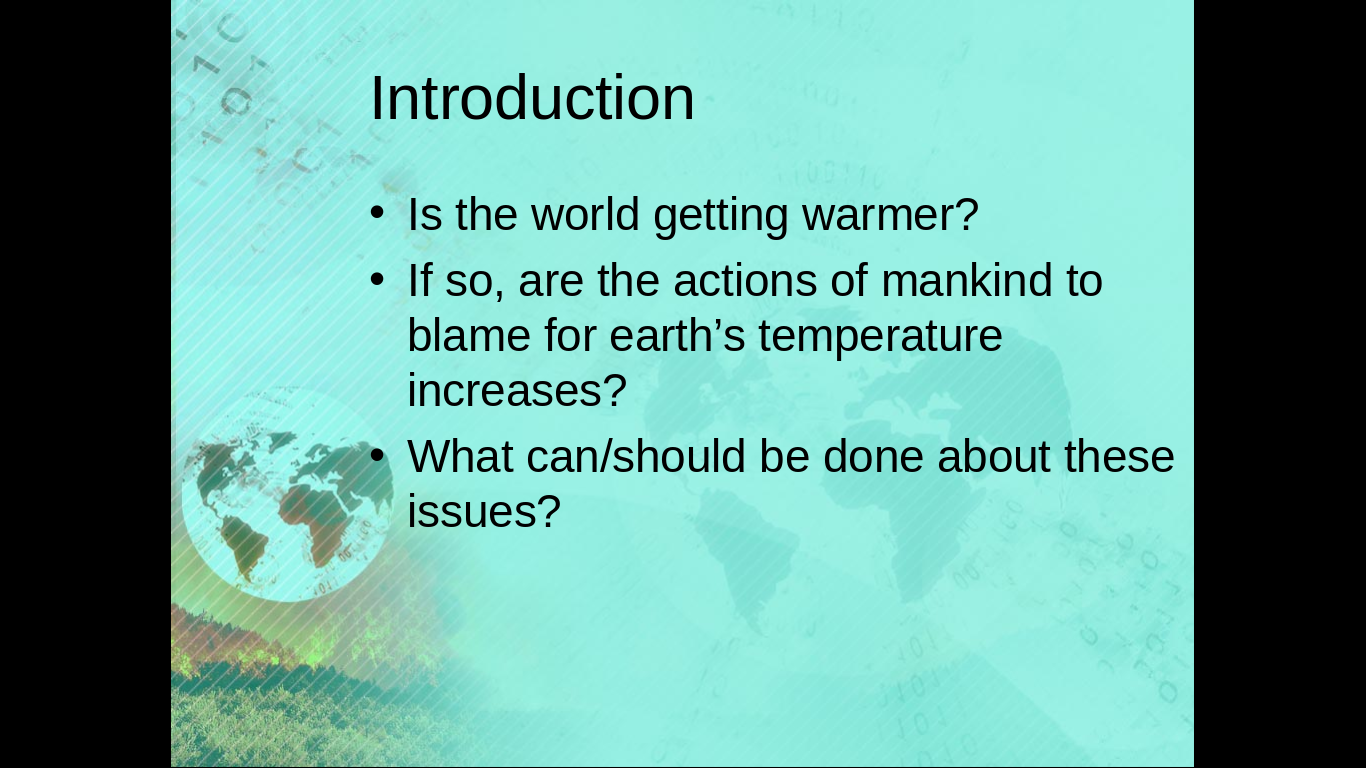 Introduction
• Is the world getting warmer?
• If so, are the actions of mankind to
blame for earth’s temperature
increases?
• What can/should be done about these
issues?